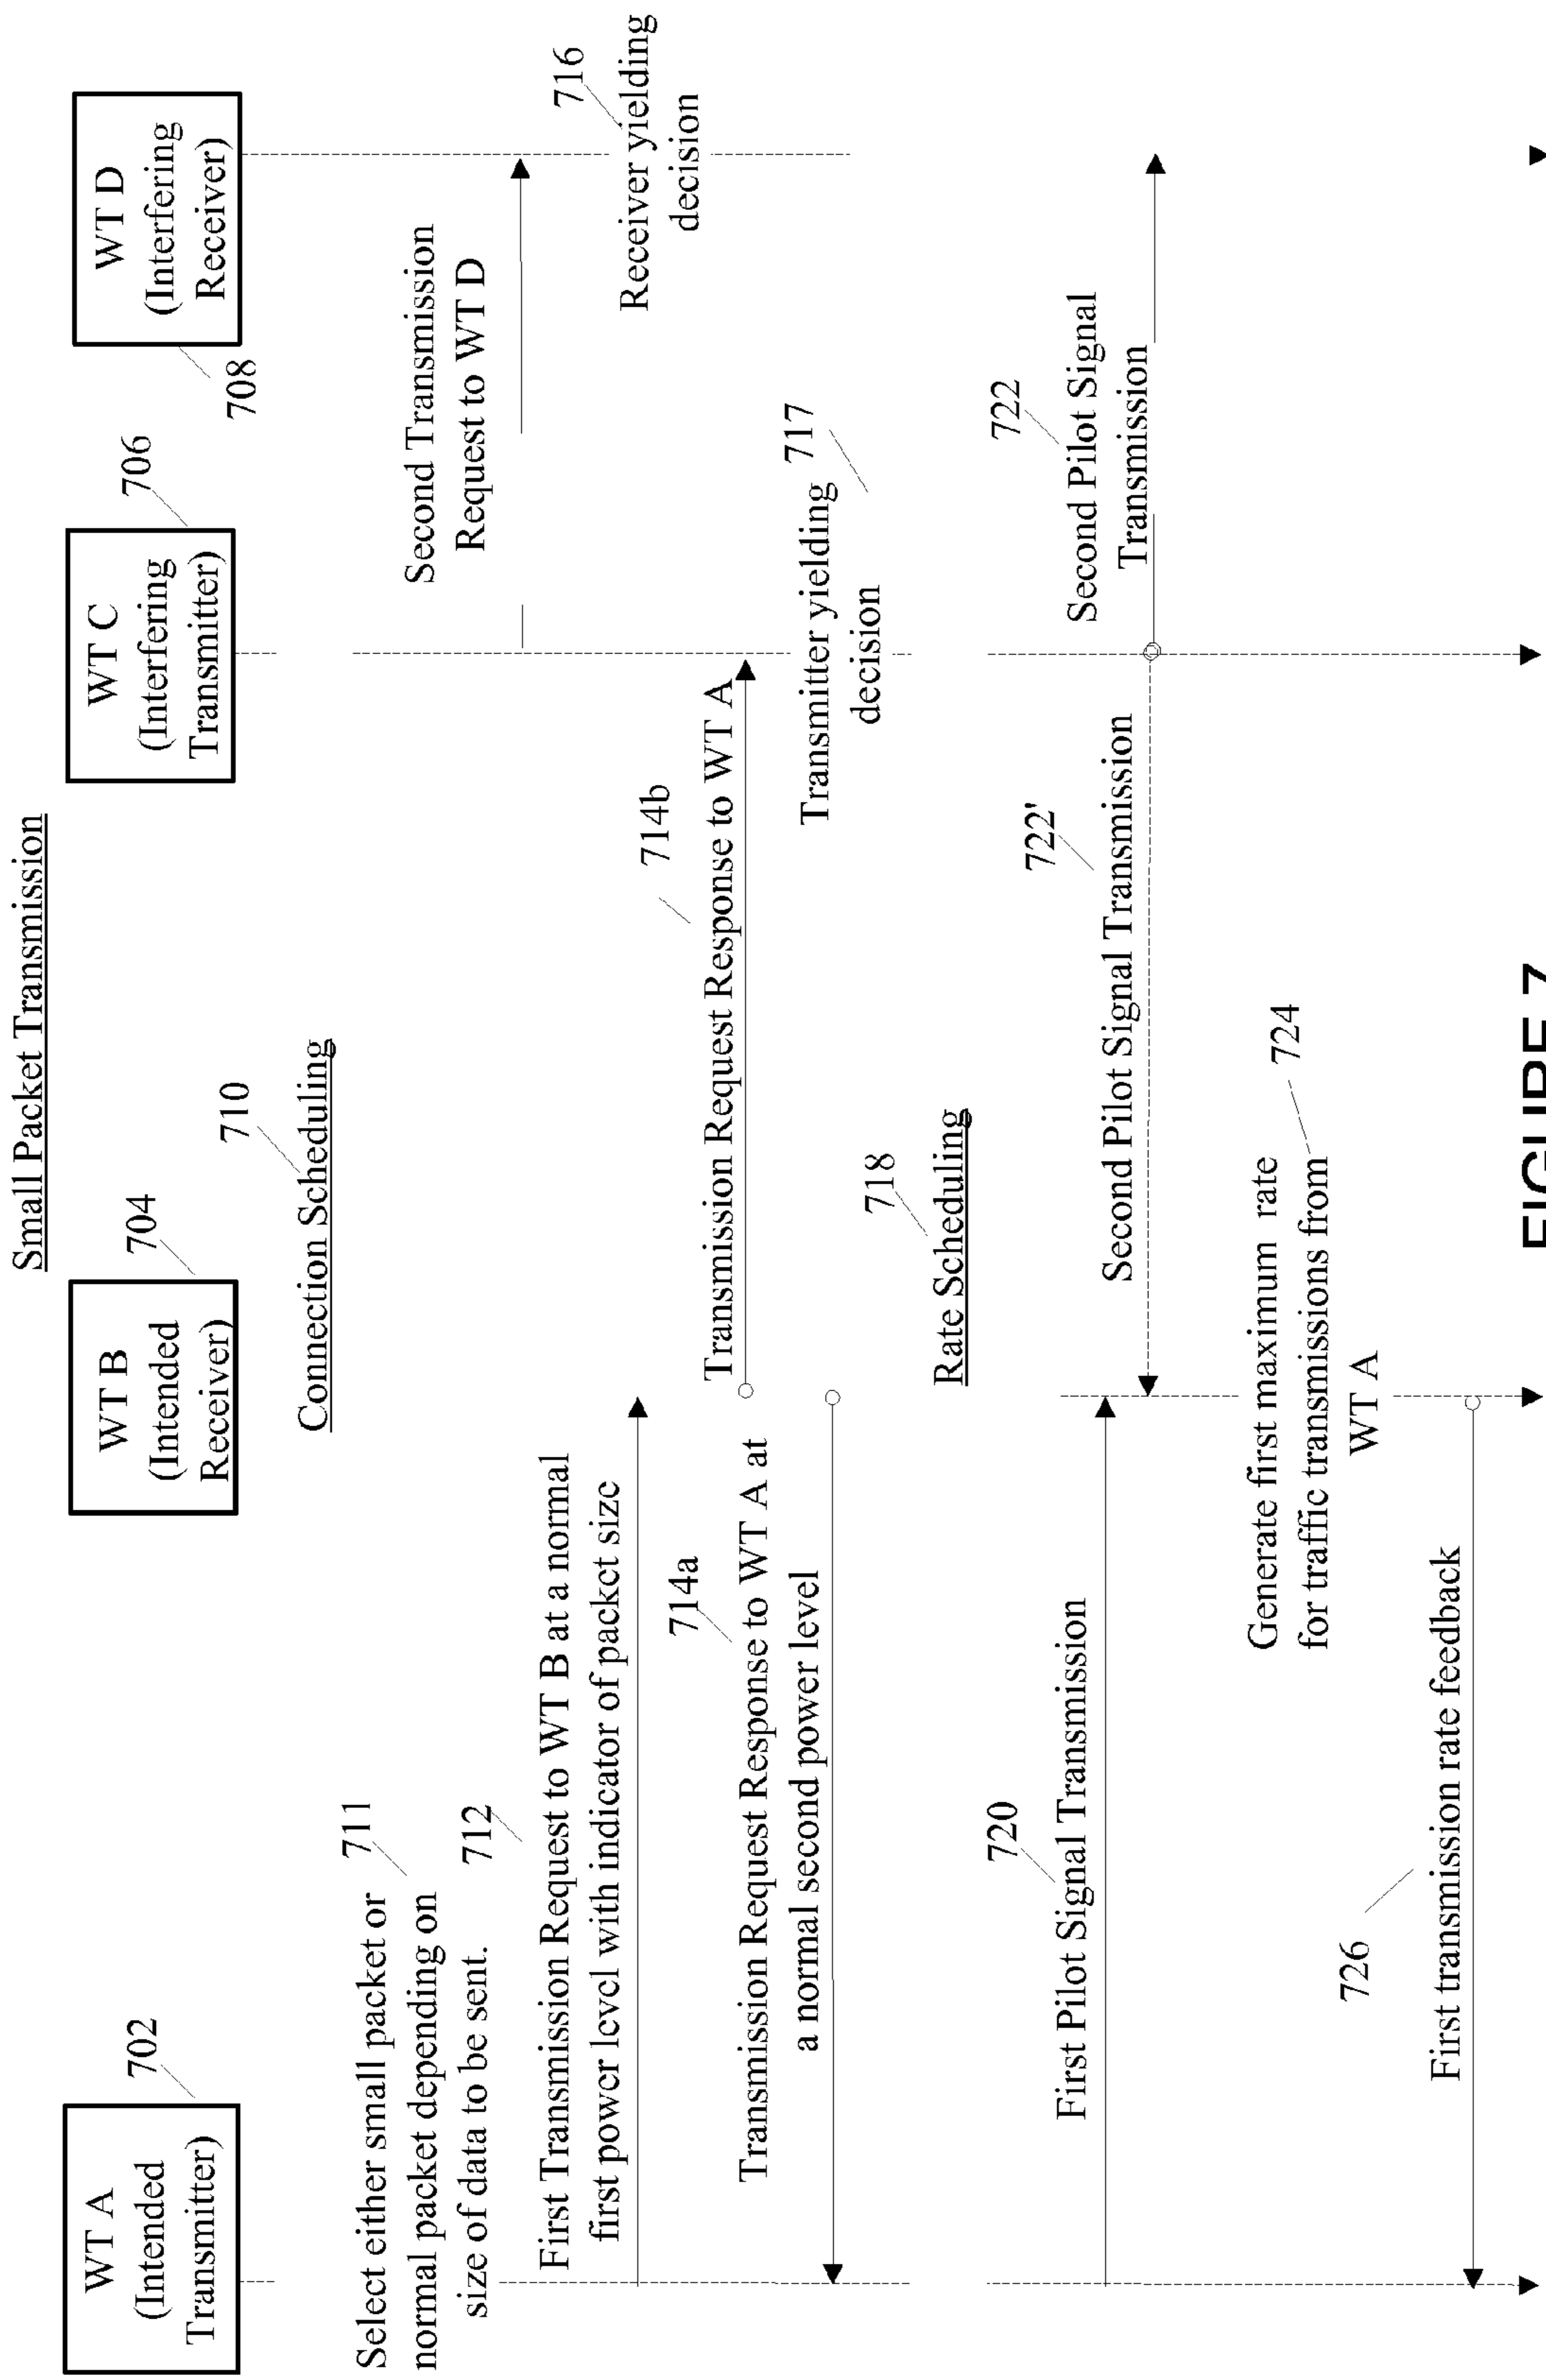 Small Packet Transmission
WT A
(Intended
Transmitter)
702
WT B
(Intended
Receiver)
704
WT C
(Interfering
Transmitter)
706
WT D
(Interfering
Receiver)
708
710
Connection Scheduling
Select either small packet or
normal packet depending on
size of data to be sent.
711
712
First Transmission Request to WT B at a normal
first power level with indicator of packet size
Second Transmission
Request to WT D
716
Receiver yielding
decision
714b
Transmission Request Response to WT A
714a
Transmission Request Response to WT A at
a normal second power level
Transmitter yielding
decision
717
718
Rate Scheduling
720
First Pilot Signal Transmission
722'
Second Pilot Signal Transmission
722
Second Pilot Signal
Transmission
Generate first maximum rate
for traffic transmissions from
WT A
724
726
First transmission rate feedback
FIGURE 7